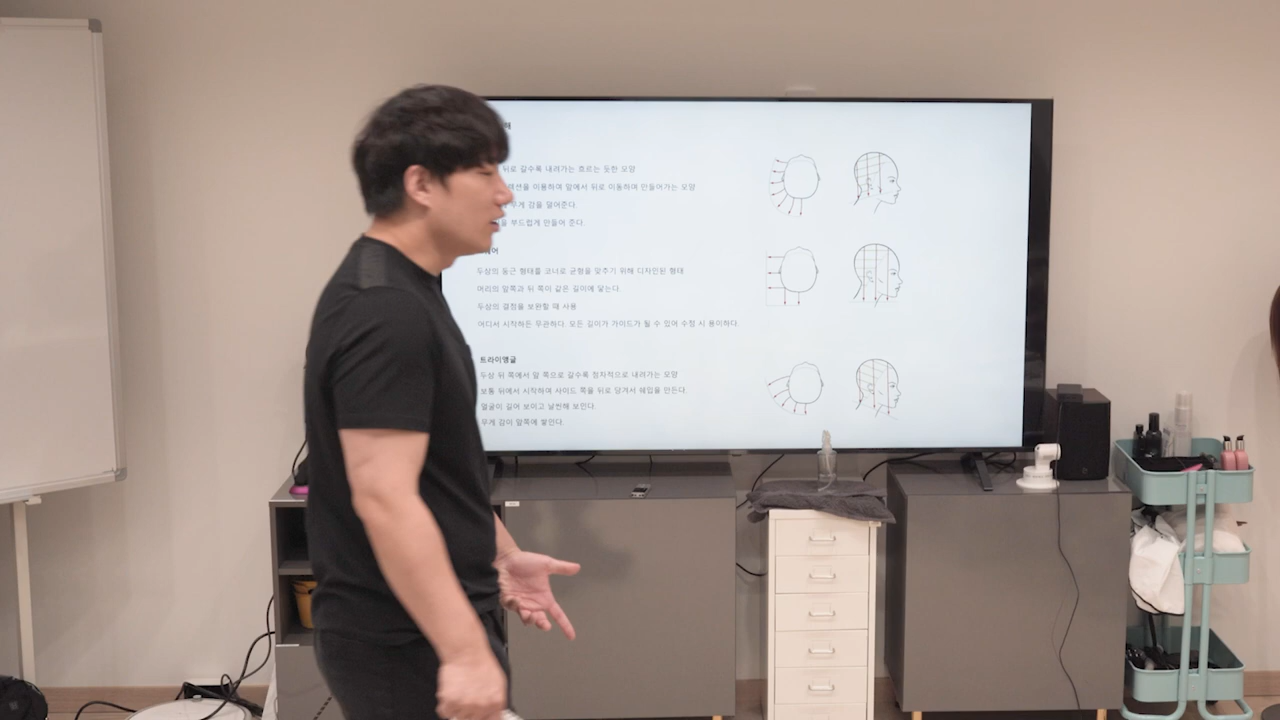 뒤로 갈수록 내려가는 흐르는 듯한 모양
이용하여 앞에서 뒤로 이동하며 만들어가는 모양
무게 감을 덜어준다.
부드럽게 만들어 준다.
두상의 둥근 형태를 코너로 균형을 맞추기 위해 디자인된 형태
머리의 앞쪽과 뒤 쪽이 같은 길이에 닿는다.
두상의 결점을 보완할 때 사용
어디서 시작하든 무관하다. 모든 길이가 가이드가 될 수 있어 수정 시 용이하다.
트라이앵글
두상 뒤 쪽에서 앞 쪽으로 갈수록 점차적으로 내려가는 모양
보통 뒤에서 시작하며 사이드 쪽을 뒤로 당겨서 쉐입을 만든다.
얼굴이 길어 보이고 날씬해 보인다.
무게 감이 앞쪽에 쌓인다.